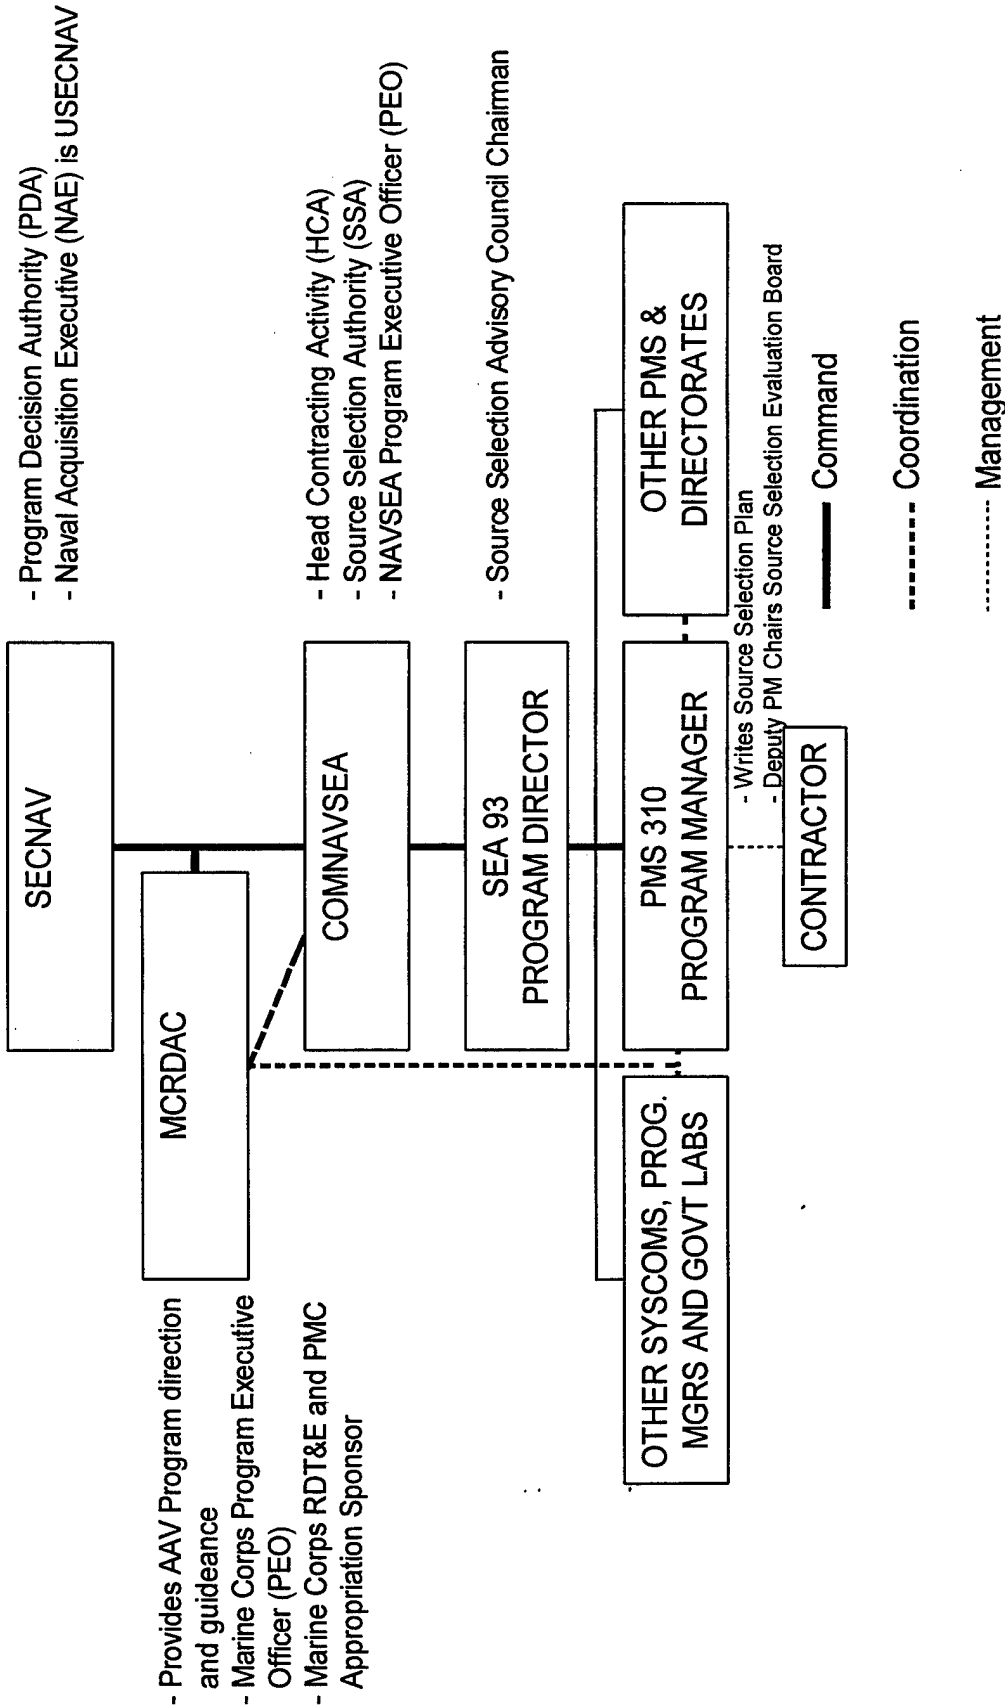 SECNAV
- Program Decision Authority (PDA)
- Naval Acquisition Executive (NAE) is USECNAV
MCRDAC
- Provides AAV Program direction
and guideance
- Marine Corps Program Executive
Officer (PEO)
- Marine Corps RDT&E and PMC
Appropriation Sponsor
COMNAVSEA
- Head Contracting Activity (HCA)
- Source Selection Authority (SSA)
- NAVSEA Program Executive Officer (PEO)
SEA 93
PROGRAM DIRECTOR
- Source Selection Advisory Council Chairman
OTHER SYSCOMS, PROG.
MGRS AND GOVT LABS
PMS 310
PROGRAM MANAGER
OTHER PMS &
DIRECTORATES
- Writes Source Selection Plan
- Deputy PM Chairs Source Selection Evaluation Board
CONTRACTOR
Command
Coordination
Management